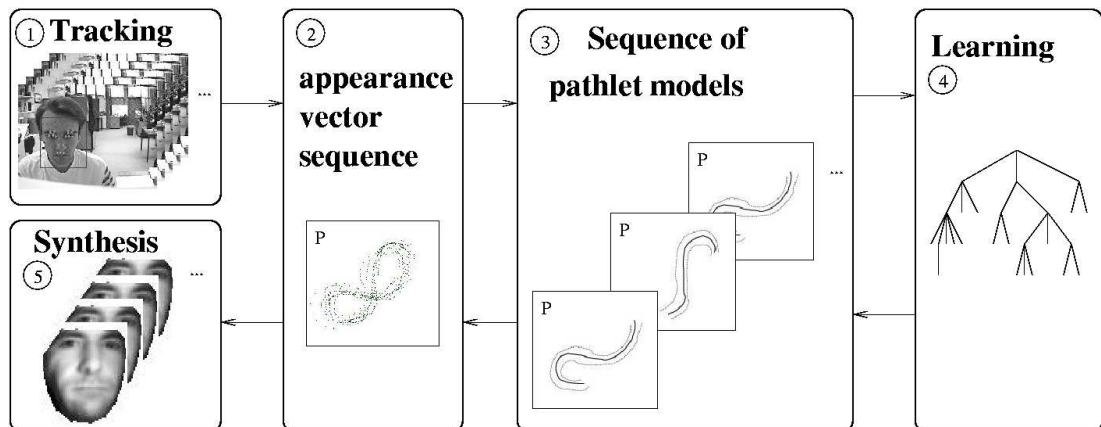 1 Tracking
...
2
appearance
vector
sequence
P
3 Sequence of
pathlet models
P
...
P
P
Learning
4
Synthesis
5
...